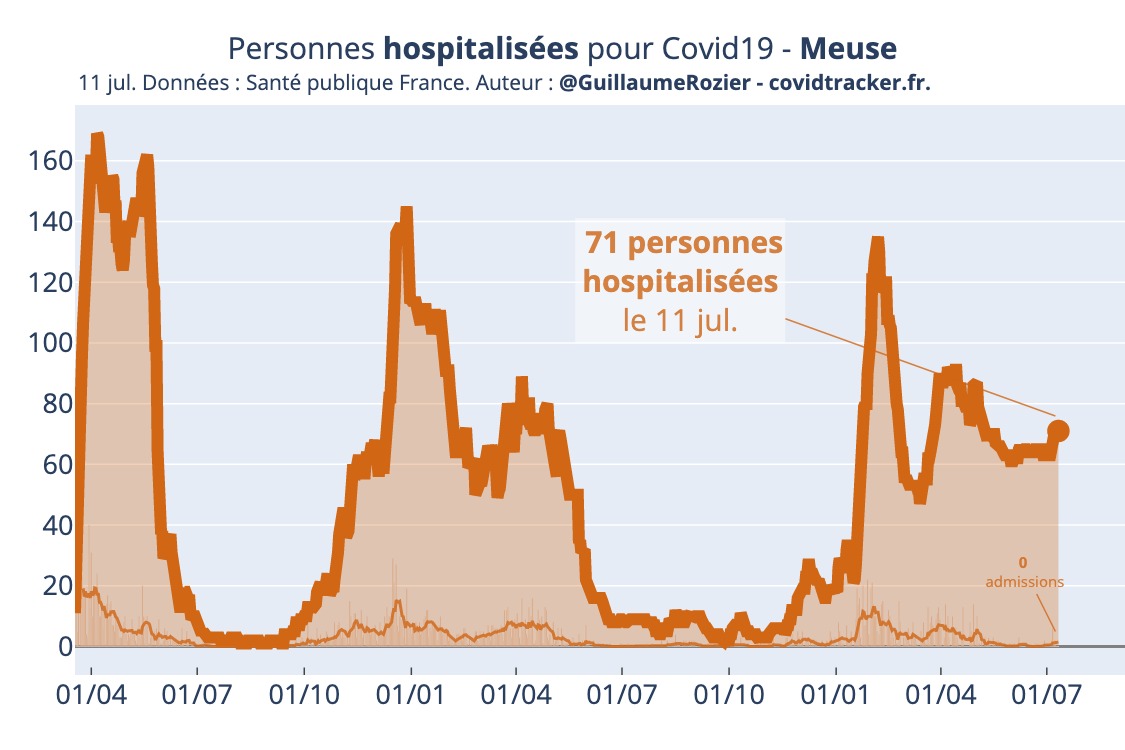 Personnes hospitalisées pour Covid19 - Meuse
11 jul. Données : Santé publique France. Auteur : @GuillaumeRozier - covidtracker.fr.
160
140
120
100
80
60
40
20
0
71 personnes
hospitalisées
le 11 jul.
0
admissions
01/04 01/07 01/10 01/01 01/04 01/07 01/10 01/01 01/04 01/07